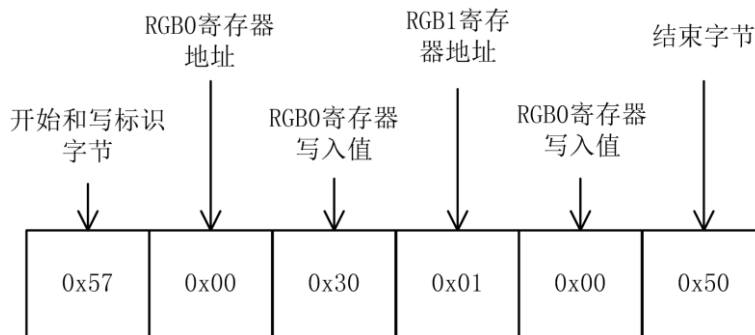 RGB0寄存器
地址
RGB1寄存
器地址
结束字节
开始和写标识
字节
RGB0寄存器
写入值
RGB0寄存器
写入值
0x57
0x00
0x30
0x01
0x00
0x50